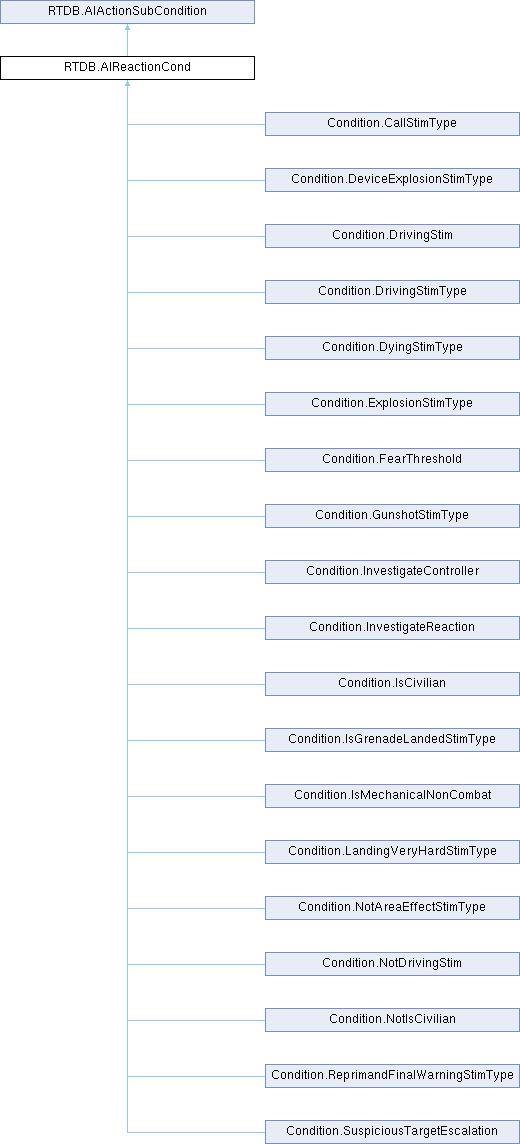 RTDB.AIActionSubCondition
RTDB.AIReactionCond
Condition.CallStimType
Condition.DeviceExplosionStimType
Condition.DrivingStim
Condition.DrivingStimType
Condition.DyingStimType
Condition.ExplosionStimType
Condition.FearThreshold
Condition.GunshotStimType
Condition.InvestigateController
Condition.InvestigateReaction
Condition.IsCivilian
Condition.IsGrenadeLandedStimType
Condition.IsMechanicalNonCombat
Condition.LandingVeryHardStimType
Condition.NotAreaEffectStimType
Condition.NotDrivingStim
Condition.NotIsCivilian
Condition.ReprimandFinalWarningStimType
Condition.SuspiciousTargetEscalation